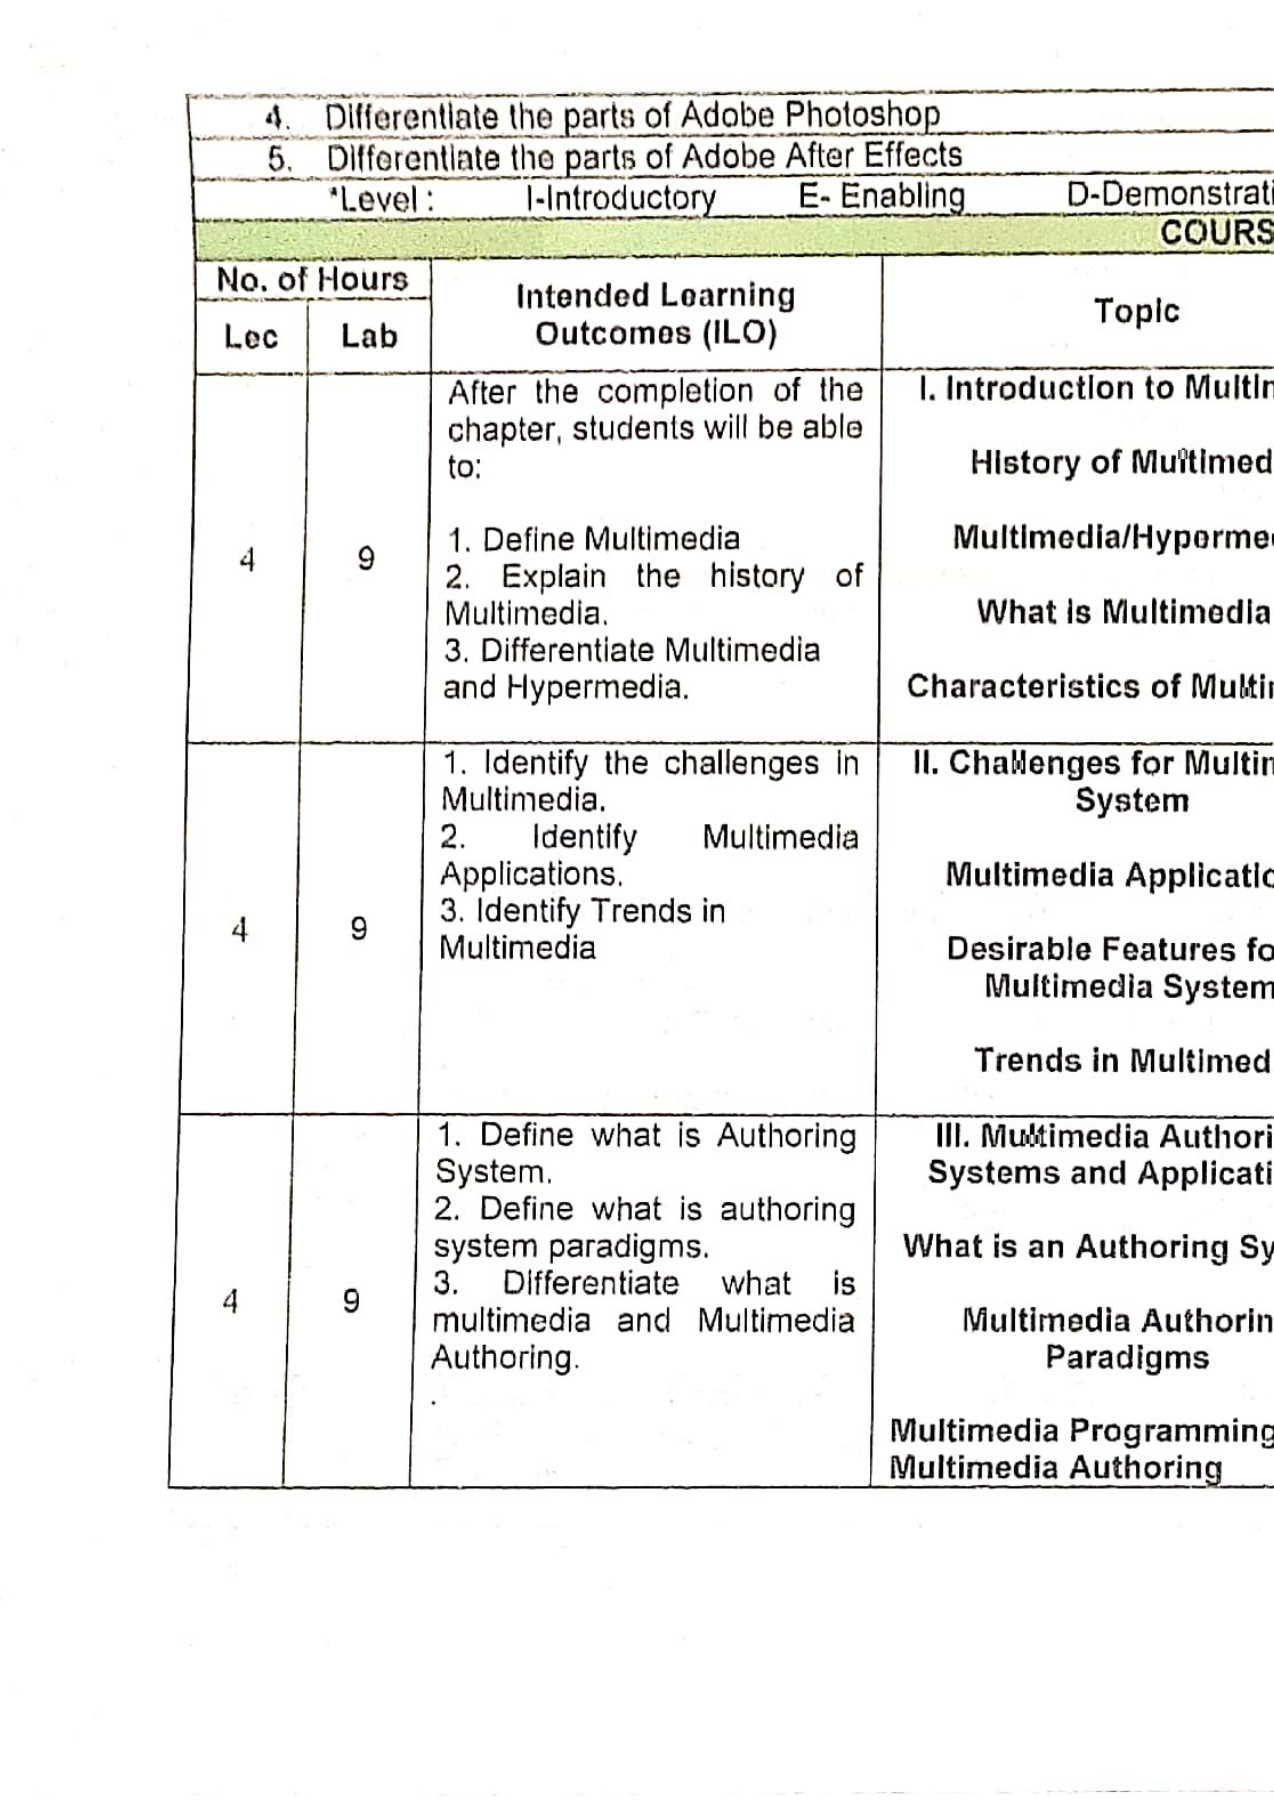 4. Differentiate the parts of Adobe Photoshop
5. Differentiate the parts of Adobe After Effects
*Level : I-Introductory E- Enabling D-Demonstrati
COURS
No. of Hours
Lec Lab
Intended Learning
Outcomes (ILO)
Topic
4 9
After the completion of the
chapter, students will be able
to:
1. Define Multimedia
2. Explain the history of
Multimedia.
3. Differentiate Multimedia
and Hypermedia.
I. Introduction to Multim
History of Multimed
Multimedia/Hyperme
What is Multimedia
Characteristics of Multi
4 9
1. Identify the challenges in
Multimedia.
2. Identify Multimedia
Applications.
3. Identify Trends in
Multimedia
II. Challenges for Multim
System
Multimedia Applicatio
Desirable Features fo
Multimedia System
Trends in Multimed
4 9
1. Define what is Authoring
System.
2. Define what is authoring
system paradigms.
3. Differentiate what is
multimedia and Multimedia
Authoring.
.
III. Multimedia Authori
Systems and Applicati
What is an Authoring Sy
Multimedia Authorin
Paradigms
Multimedia Programming
Multimedia Authoring